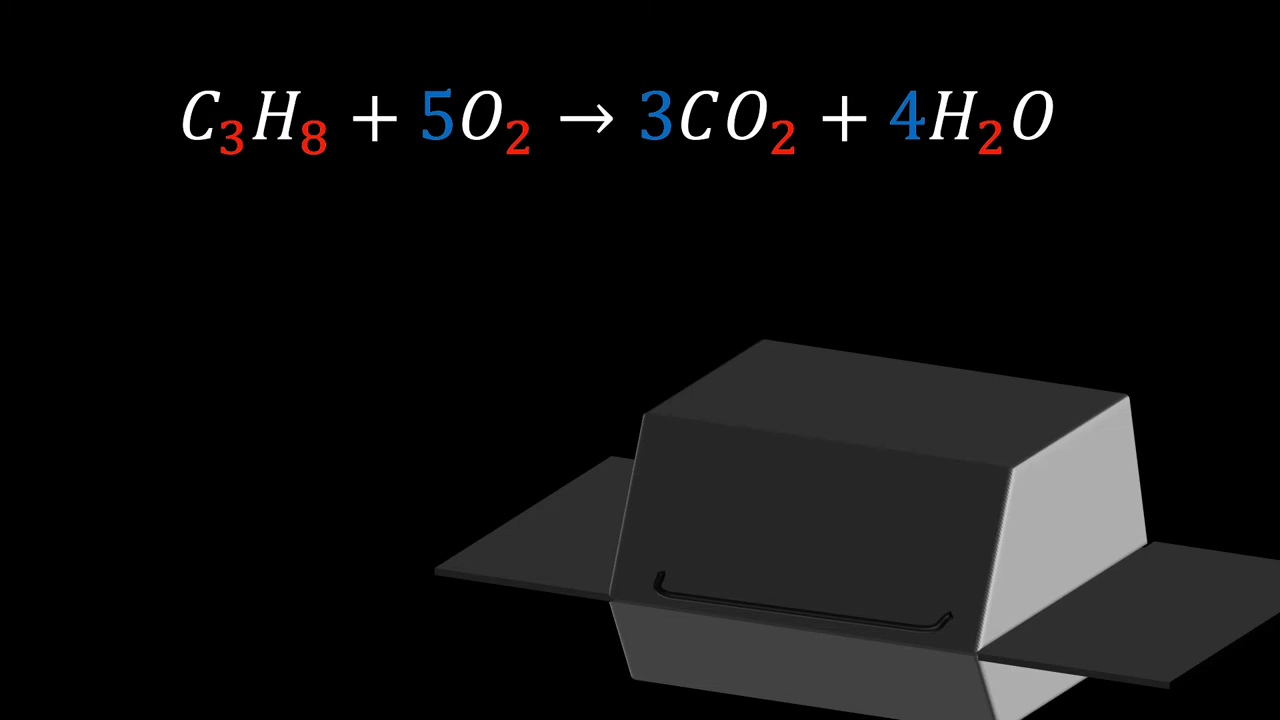 C₃H₈ + 5O₂ → 3CO₂ + 4H₂O